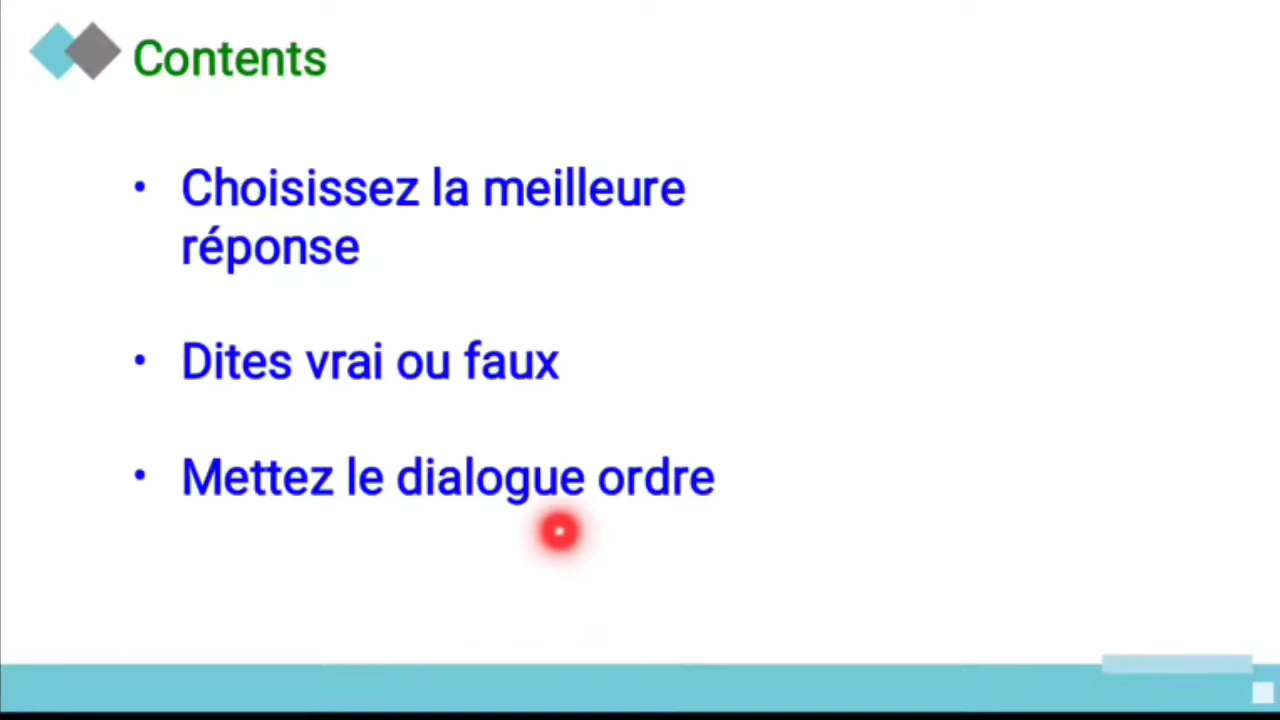 Contents
• Choisissez la meilleure
réponse
• Dites vrai ou faux
• Mettez le dialogue ordre